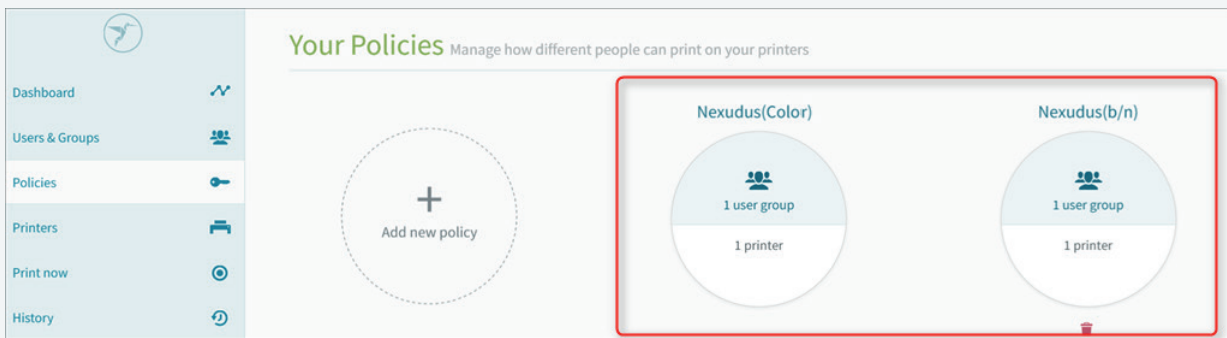 Your Policies Manage how different people can print on your printers
Dashboard
Users & Groups
Policies
Printers
Print now
History
Add new policy
Nexudus(Color)
1 user group
1 printer
Nexudus(b/n)
1 user group
1 printer